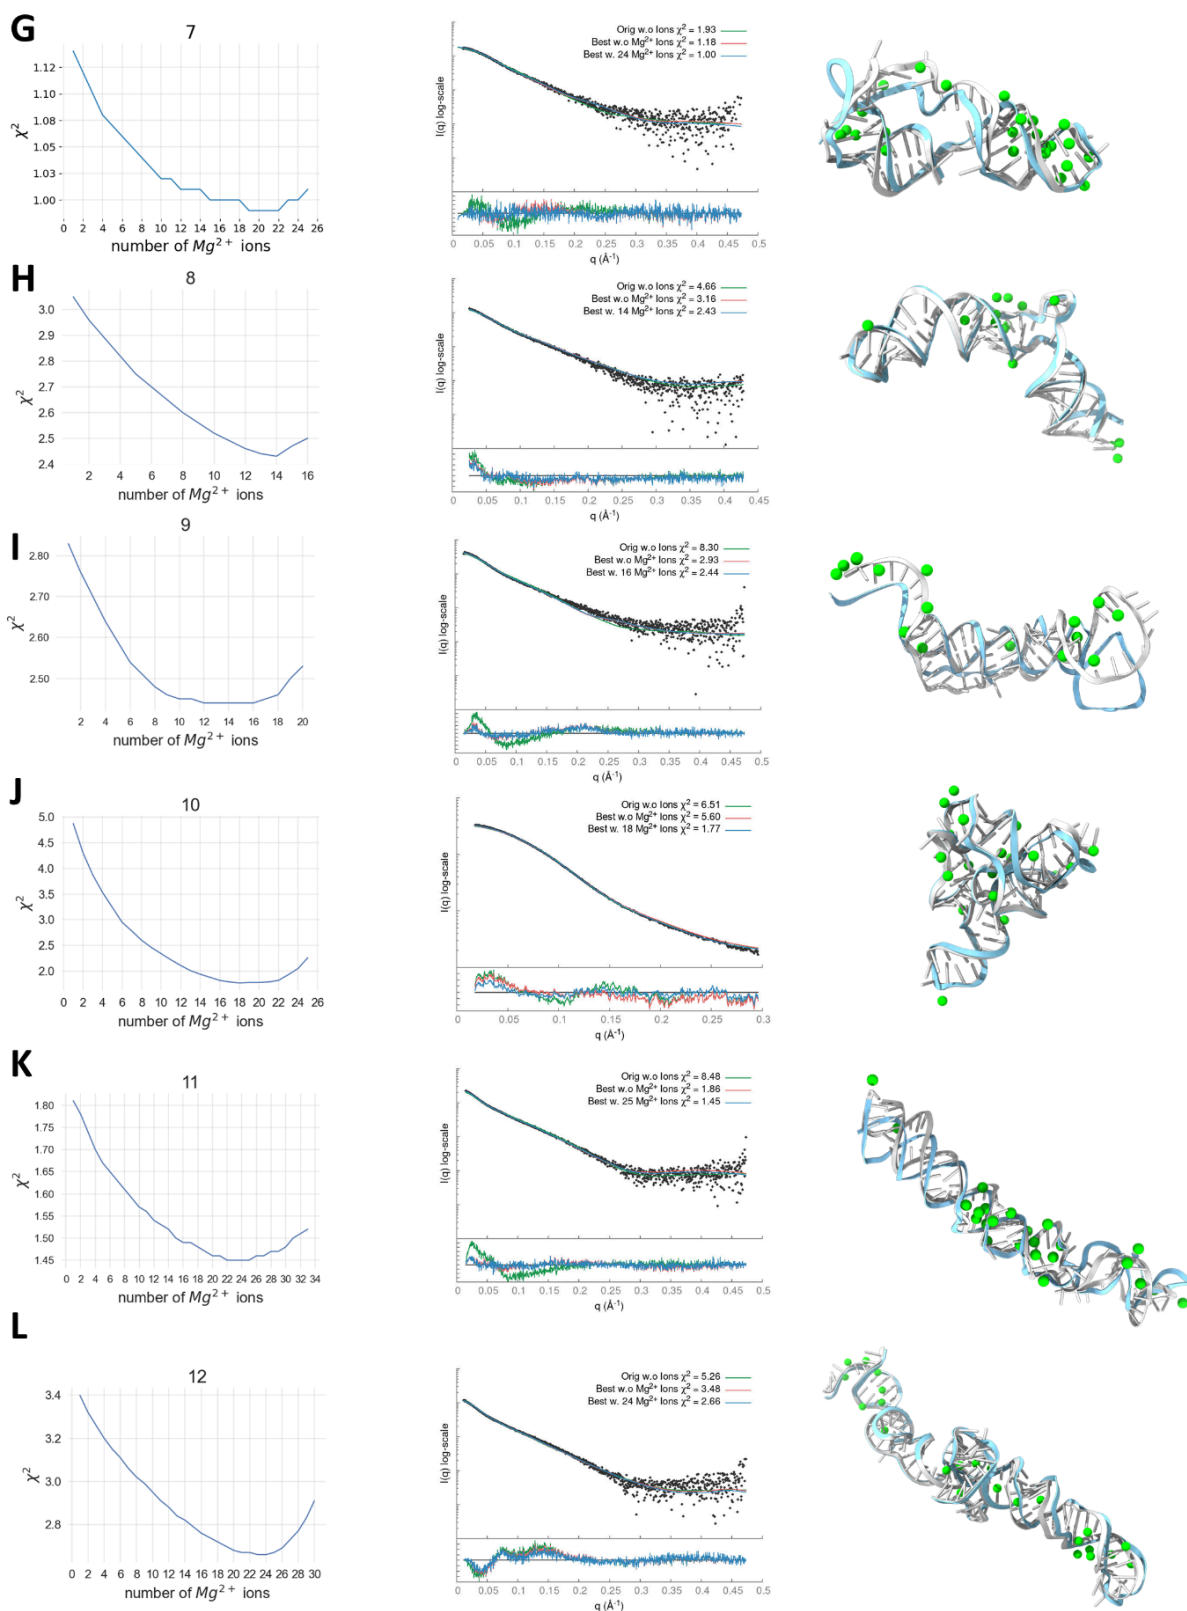 G
7
1.12
1.10
1.08
1.05
1.03
1.00
χ²
0 2 4 6 8 10 12 14 16 18 20 22 24 26
number of Mg²⁺ ions
Orig w.o Ions χ² = 1.93
Best w.o Mg²⁺ Ions χ² = 1.18
Best w. 24 Mg²⁺ Ions χ² = 1.00
I(q) log-scale
0 0.05 0.1 0.15 0.2 0.25 0.3 0.35 0.4 0.45 0.5
q (Å⁻¹)
H
8
3.0
2.9
2.8
2.7
2.6
2.5
2.4
χ²
2 4 6 8 10 12 14 16
number of Mg²⁺ ions
Orig w.o Ions χ² = 4.66
Best w.o Mg²⁺ Ions χ² = 3.16
Best w. 14 Mg²⁺ Ions χ² = 2.43
I(q) log-scale
0 0.05 0.1 0.15 0.2 0.25 0.3 0.35 0.4 0.45
q (Å⁻¹)
I
9
2.80
2.70
2.60
2.50
χ²
2 4 6 8 10 12 14 16 18 20
number of Mg²⁺ ions
Orig w.o Ions χ² = 8.30
Best w.o Mg²⁺ Ions χ² = 2.93
Best w. 16 Mg²⁺ Ions χ² = 2.44
I(q) log-scale
0 0.05 0.1 0.15 0.2 0.25 0.3 0.35 0.4 0.45 0.5
q (Å⁻¹)
J
10
5.0
4.5
4.0
3.5
3.0
2.5
2.0
χ²
0 2 4 6 8 10 12 14 16 18 20 22 24 26
number of Mg²⁺ ions
Orig w.o Ions χ² = 6.51
Best w.o Mg²⁺ Ions χ² = 5.60
Best w. 18 Mg²⁺ Ions χ² = 1.77
I(q) log-scale
0 0.05 0.1 0.15 0.2 0.25 0.3
q (Å⁻¹)
K
11
1.80
1.75
1.70
1.65
1.60
1.55
1.50
1.45
χ²
0 2 4 6 8 10 12 14 16 18 20 22 24 26 28 30 32 34
number of Mg²⁺ ions
Orig w.o Ions χ² = 8.48
Best w.o Mg²⁺ Ions χ² = 1.86
Best w. 25 Mg²⁺ Ions χ² = 1.45
I(q) log-scale
0 0.05 0.1 0.15 0.2 0.25 0.3 0.35 0.4 0.45 0.5
q (Å⁻¹)
L
12
3.4
3.2
3.0
2.8
χ²
0 2 4 6 8 10 12 14 16 18 20 22 24 26 28 30
number of Mg²⁺ ions
Orig w.o Ions χ² = 5.26
Best w.o Mg²⁺ Ions χ² = 3.48
Best w. 24 Mg²⁺ Ions χ² = 2.66
I(q) log-scale
0 0.05 0.1 0.15 0.2 0.25 0.3 0.35 0.4 0.45 0.5
q (Å⁻¹)